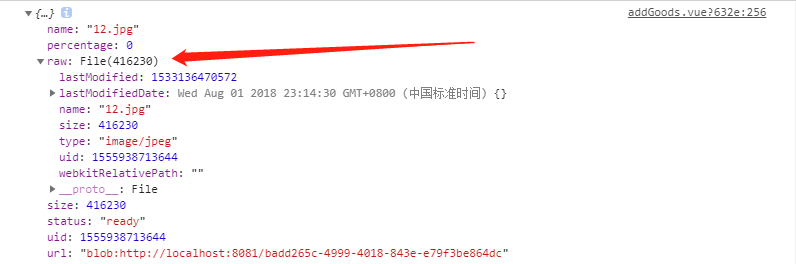 {…} i addGoods.vue?632e:256
name: "12.jpg"
percentage: 0
raw: File(416230)
lastModified: 1533136470572
lastModifiedDate: Wed Aug 01 2018 23:14:30 GMT+0800 (中国标准时间) {}
name: "12.jpg"
size: 416230
type: "image/jpeg"
uid: 1555938713644
webkitRelativePath: ""
__proto__: File
size: 416230
status: "ready"
uid: 1555938713644
url: "blob:http://localhost:8081/badd265c-4999-4018-843e-e79f3be864dc"